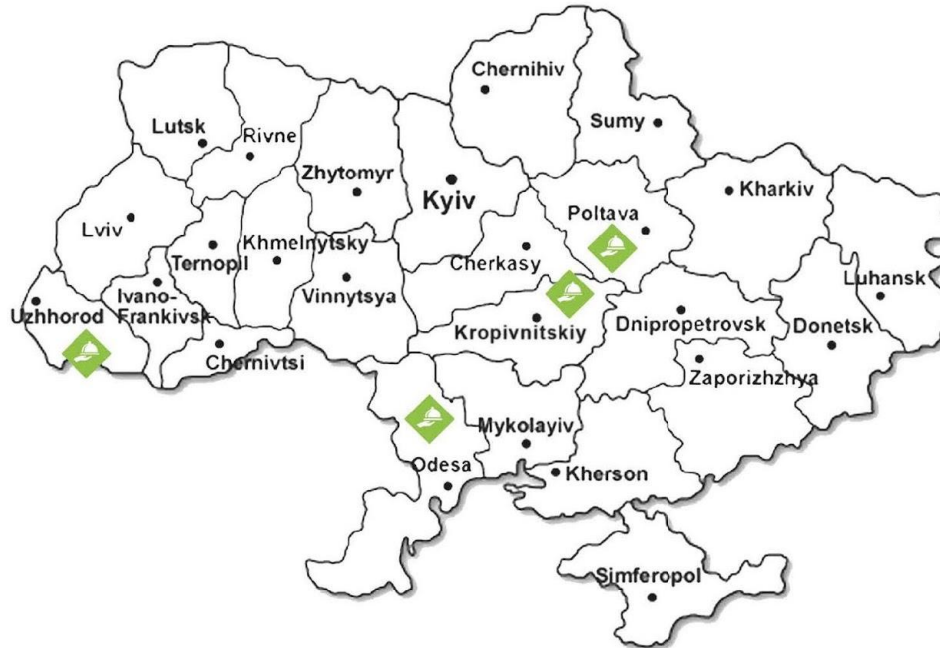 Chernihiv
Sumy
Lutsk
Rivne
Zhytomyr
Kyiv
Kharkiv
Poltava
Lviv
Khmelnytsky
Ternopil
Cherkasy
Luhansk
Vinnytsya
Ivano-
Frankivsk
Uzhhorod
Kropivnitskiy
Dnipropetrovsk
Donetsk
Chernivtsi
Zaporizhzhya
Mykolayiv
Odesa
Kherson
Simferopol